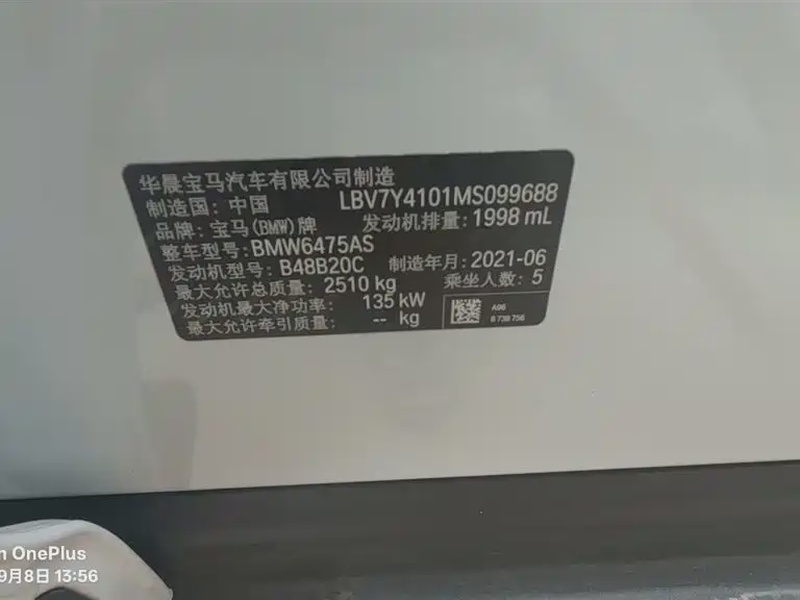 华晨宝马汽车有限公司制造
制造国: 中国 LBV7Y4101MS099688
品牌: 宝马(BMW)牌 发动机排量: 1998 mL
整车型号: BMW6475AS
发动机型号: B48B20C 制造年月: 2021-06
最大允许总质量: 2510 kg 乘坐人数: 5
发动机最大净功率: 135 kW
最大允许牵引质量: -- kg
A96
8 738 756
n OnePlus
9月8日 13:56